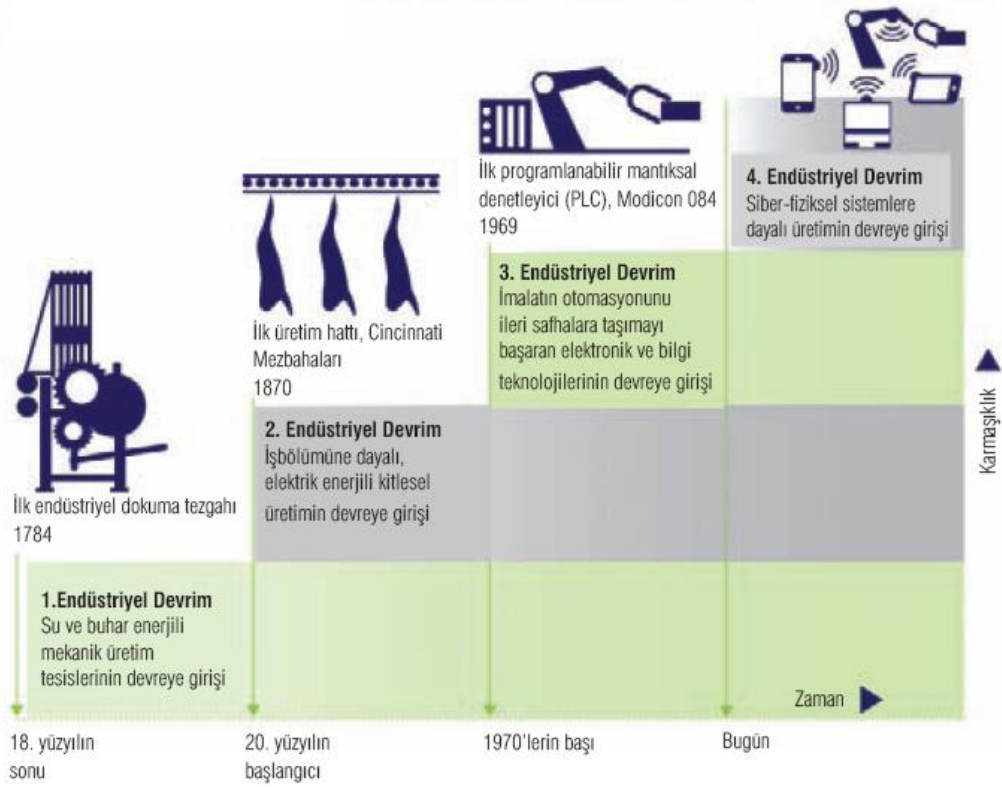 İlk endüstriyel dokuma tezgahı
1784
1.Endüstriyel Devrim
Su ve buhar enerjili
mekanik üretim
tesislerinin devreye girişi
18. yüzyılın
sonu
İlk üretim hattı, Cincinnati
Mezbahaları
1870
2. Endüstriyel Devrim
İşbölümüne dayalı,
elektrik enerjili kitlesel
üretimin devreye girişi
20. yüzyılın
başlangıcı
İlk programlanabilir mantıksal
denetleyici (PLC), Modicon 084
1969
3. Endüstriyel Devrim
İmalatın otomasyonunu
ileri safhalara taşımayı
başaran elektronik ve bilgi
teknolojilerinin devreye girişi
1970'lerin başı
4. Endüstriyel Devrim
Siber-fiziksel sistemlere
dayalı üretimin devreye girişi
Bugün
Zaman
Karmaşıklık